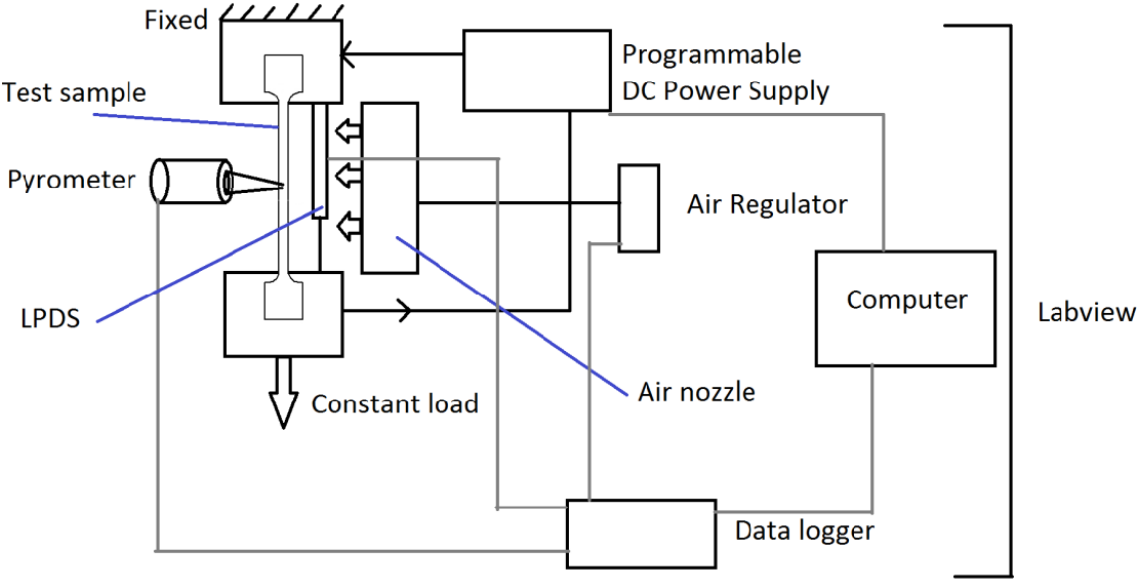 Fixed
Programmable
DC Power Supply
Test sample
Pyrometer
Air Regulator
Computer
Labview
LPDS
Air nozzle
Constant load
Data logger